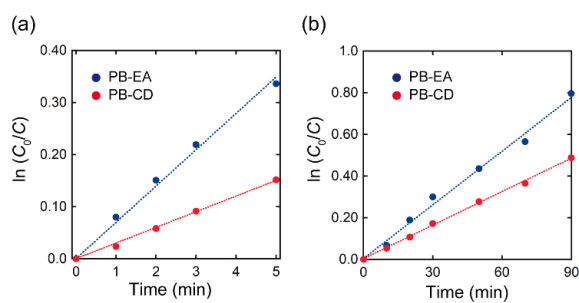 (a)
ln (C0/C)
0.40
0.30
0.20
0.10
0.0
PB-EA
PB-CD
0 1 2 3 4 5
Time (min)
(b)
ln (C0/C)
1.0
0.80
0.60
0.40
0.20
0.0
PB-EA
PB-CD
0 30 60 90
Time (min)